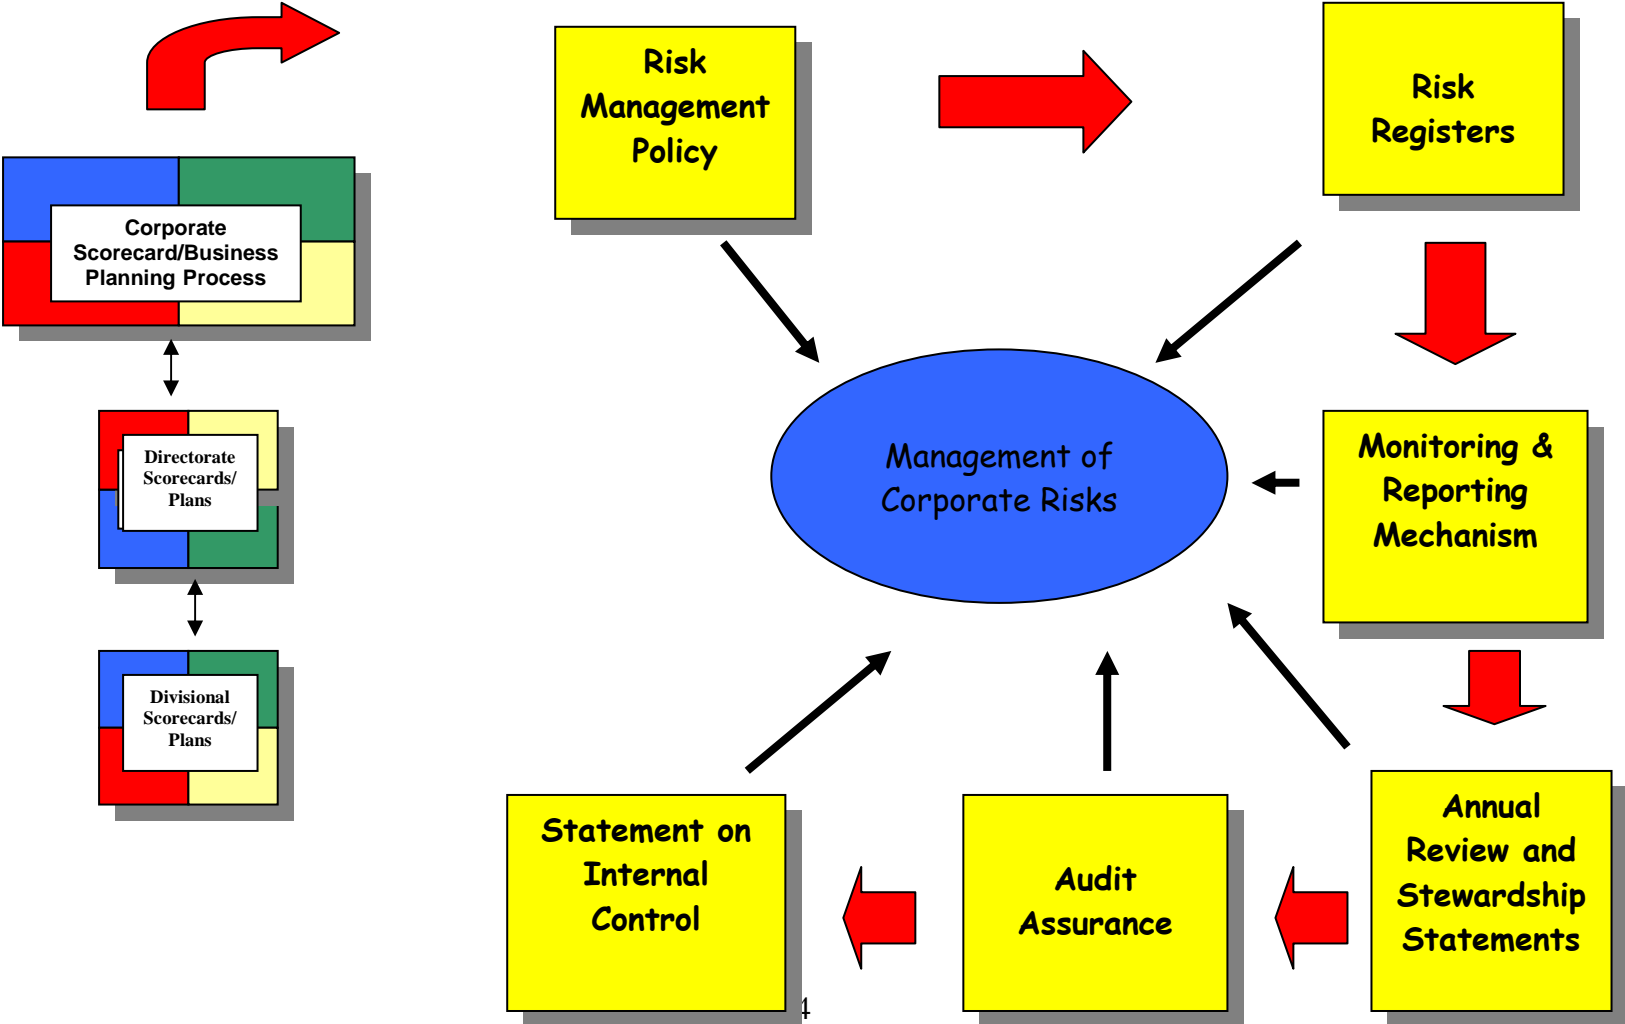 Risk
Management
Policy
Risk
Registers
Corporate
Scorecard/Business
Planning Process
Directorate
Scorecards/
Plans
Management of
Corporate Risks
Monitoring &
Reporting
Mechanism
Divisional
Scorecards/
Plans
Statement on
Internal
Control
Audit
Assurance
Annual
Review and
Stewardship
Statements
4